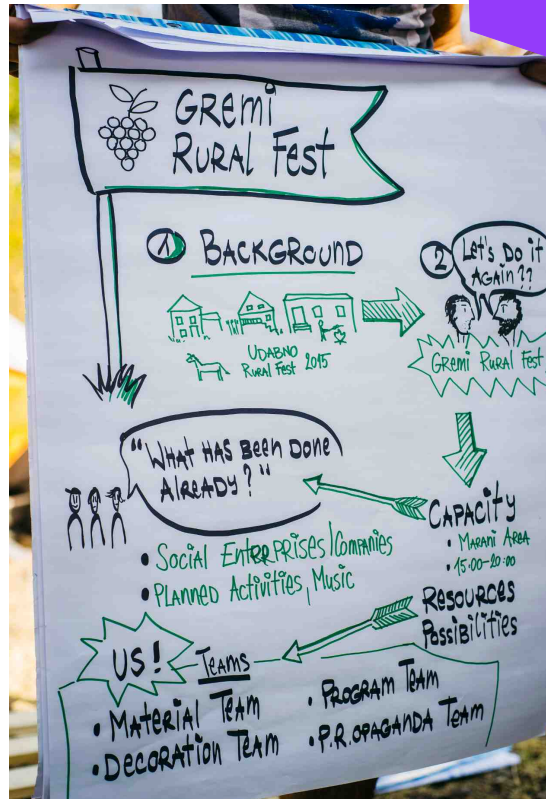 GREMi
RURAL FEST
1 BACKGROUND
UDABNO
RURAL FEST 2015
2
LET'S DO iT
AGAiN??
GREMi RURAL FEST
"WHAT HAS BEEN DONE
ALREADY?"
• SOCiAL ENTERPRiSES/COMPANiES
• PLANNED ACTiViTiES, MUSiC
CAPACiTY
• MARANi AREA
• 15:00-20:00
RESOURCES
POSSiBiLiTiES
US!
TEAMS
• MATERiAL TEAM
• DECORATiON TEAM
• PROGRAM TEAM
• P.R.OPAGANDA TEAM